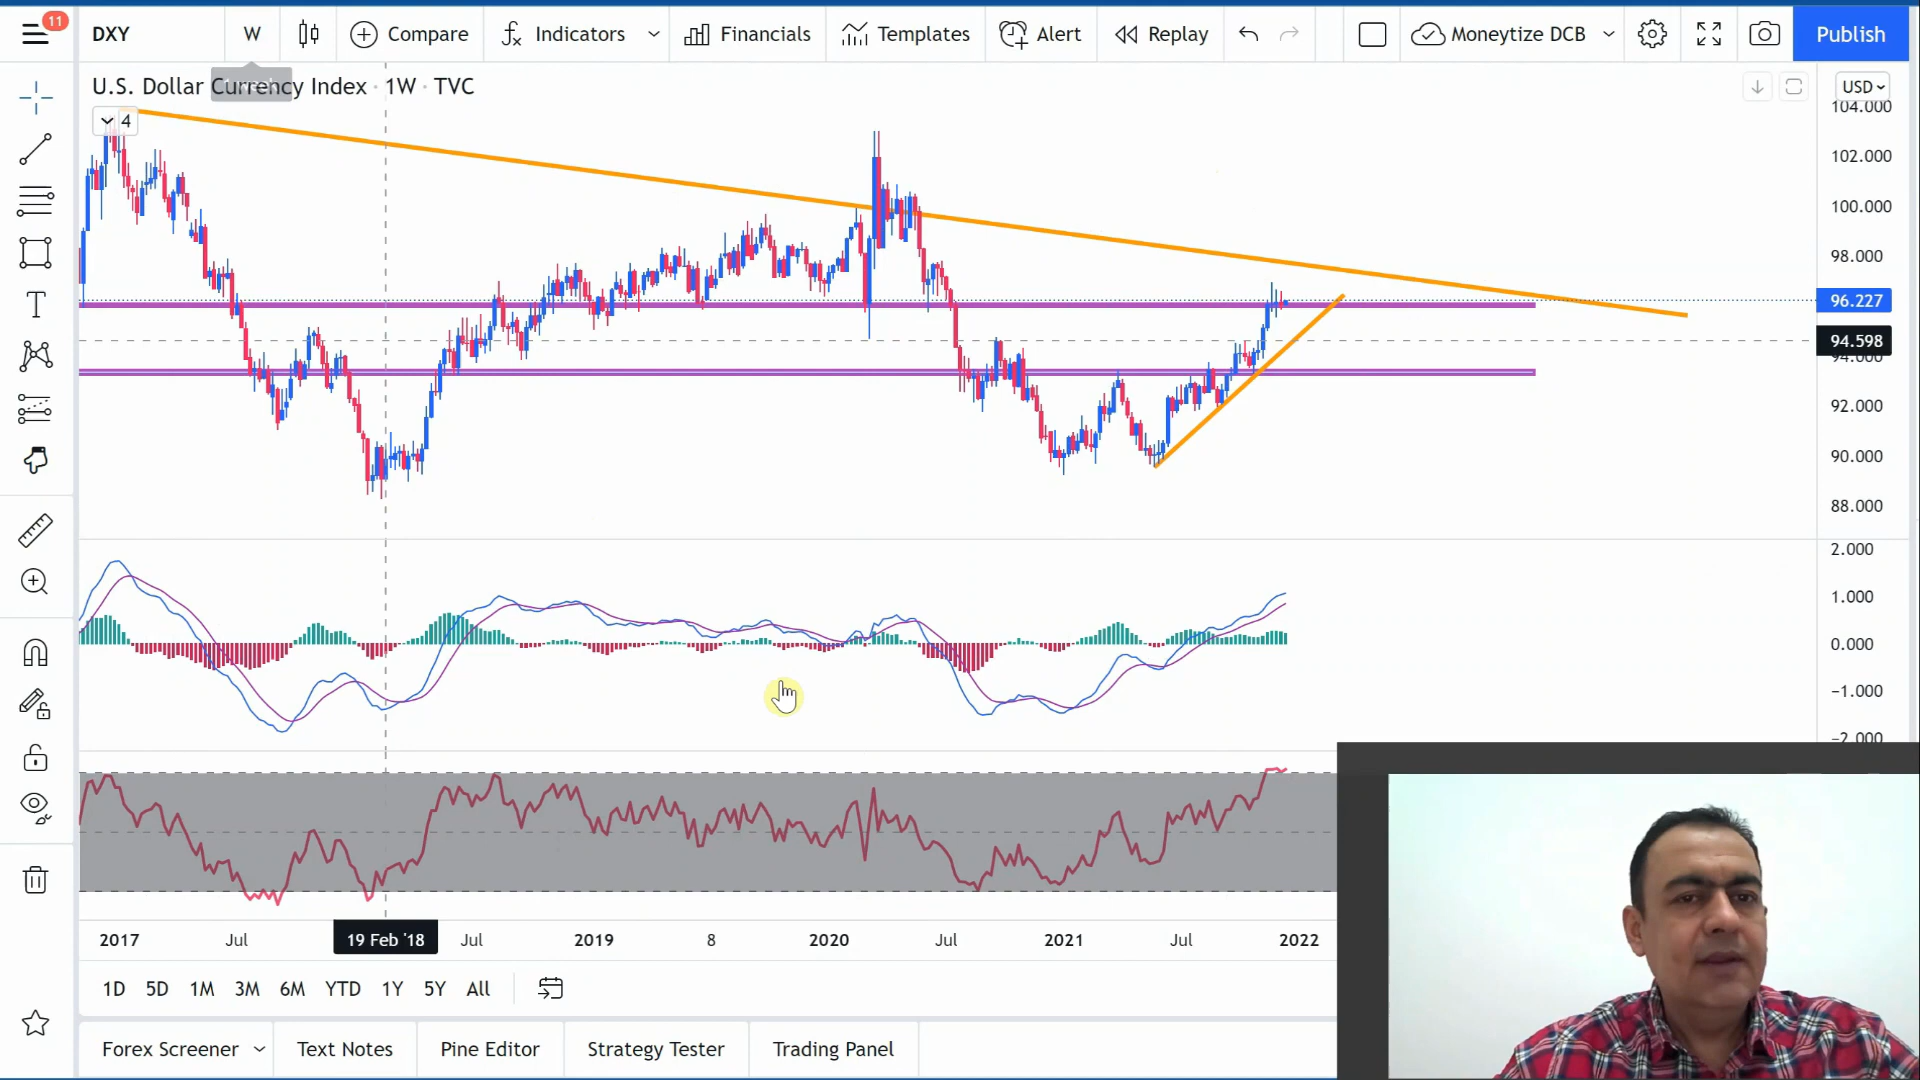 11
DXY W Compare Indicators Financials Templates Alert Replay Moneytize DCB Publish
U.S. Dollar Currency Index · 1W · TVC
USD
4
104.000
102.000
100.000
98.000
96.227
94.598
94.000
92.000
90.000
88.000
2.000
1.000
0.000
−1.000
−2.000
2017 Jul 19 Feb '18 Jul 2019 8 2020 Jul 2021 Jul 2022
1D 5D 1M 3M 6M YTD 1Y 5Y All
Forex Screener Text Notes Pine Editor Strategy Tester Trading Panel